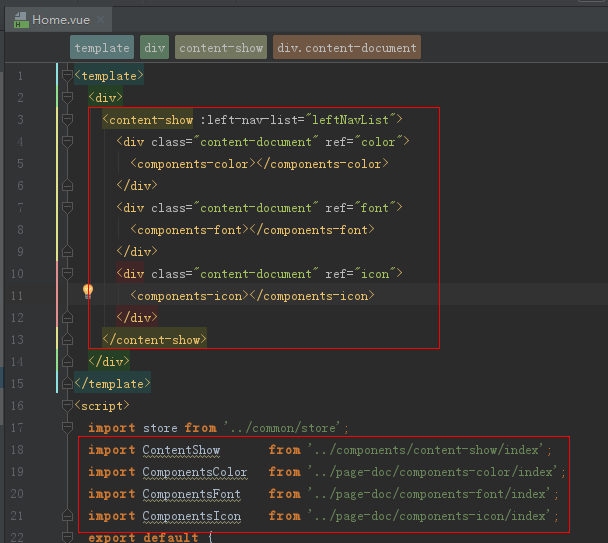 Home.vue
template div content-show div.content-document
1 <template>
2 <div>
3 <content-show :left-nav-list="leftNavList">
4 <div class="content-document" ref="color">
5 <components-color></components-color>
6 </div>
7 <div class="content-document" ref="font">
8 <components-font></components-font>
9 </div>
10 <div class="content-document" ref="icon">
11 <components-icon></components-icon>
12 </div>
13 </content-show>
14 </div>
15 </template>
16 <script>
17 import store from '../common/store';
18 import ContentShow from '../components/content-show/index';
19 import ComponentsColor from '../page-doc/components-color/index';
20 import ComponentsFont from '../page-doc/components-font/index';
21 import ComponentsIcon from '../page-doc/components-icon/index';
22 export default {